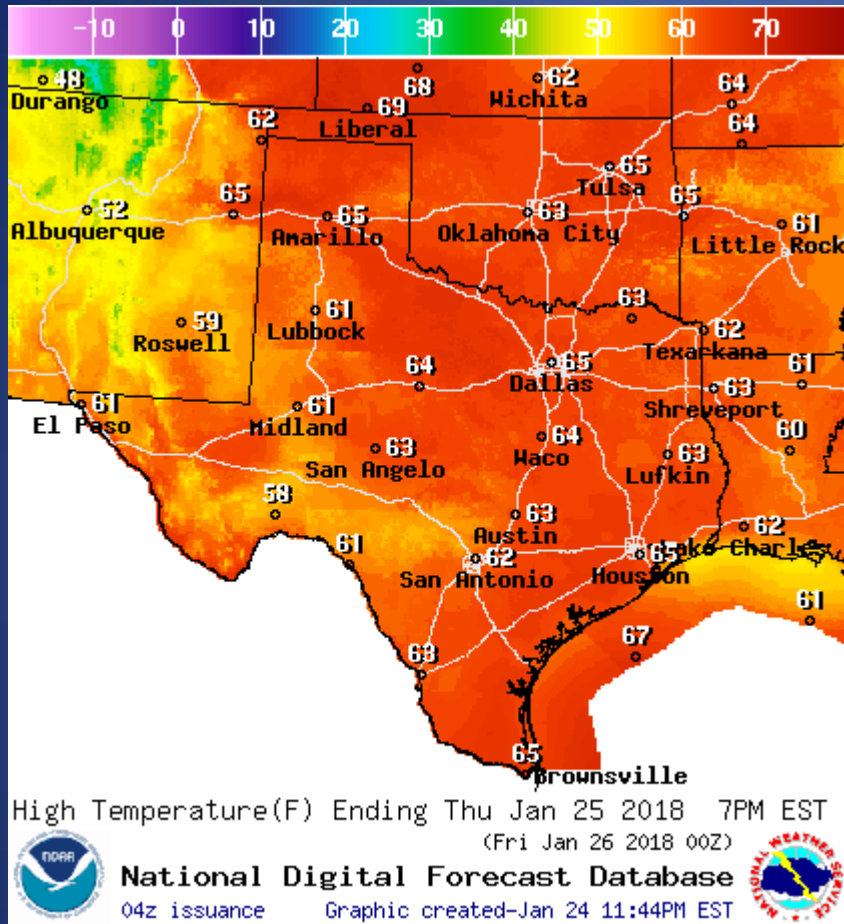 -10 0 10 20 30 40 50 60 70
48 68 62 64
Durango 69 Wichita
62 Liberal 64
65
65 Tulsa
52 65 65 63 65 61
Albuquerque Amarillo Oklahoma City Little Rock
61 63
59 Lubbock 62
Roswell Texarkana
64 65 61
Dallas 63
61 61 Shreveport
El Paso Midland 64 60
63 Waco 63
San Angelo Lufkin
58 63 62
Austin Lake Charles
61 62 65
San Antonio Houston
61
67
63
65
Brownsville
High Temperature(F) Ending Thu Jan 25 2018 7PM EST
(Fri Jan 26 2018 00Z)
NOAA
National Digital Forecast Database
04z issuance Graphic created-Jan 24 11:44PM EST
NATIONAL WEATHER SERVICE